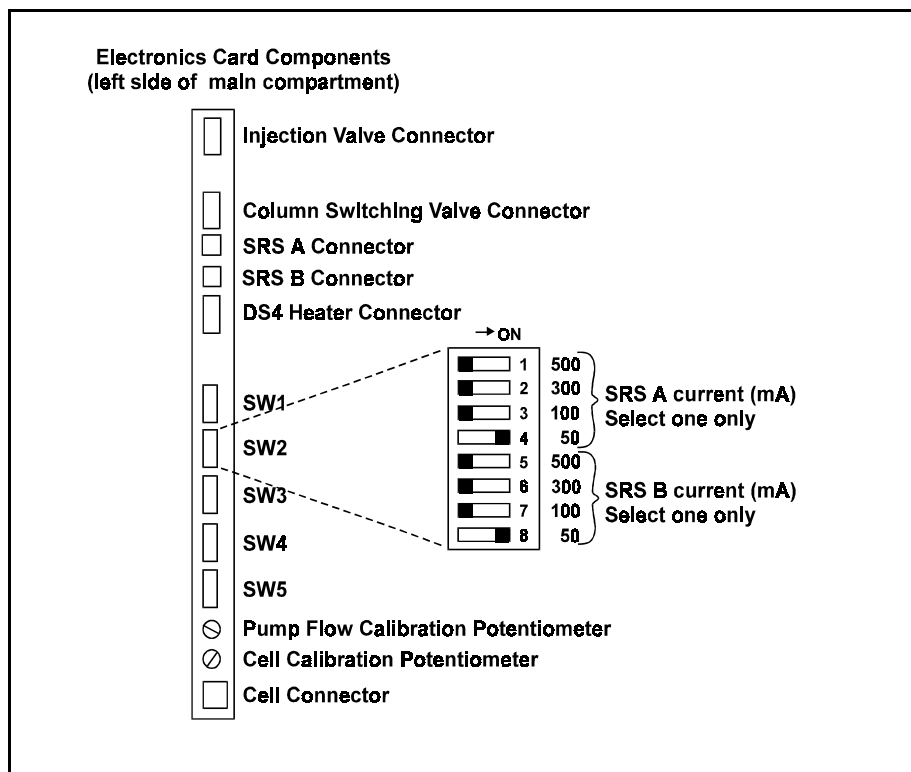 Electronics Card Components
(left side of main compartment)
Injection Valve Connector
Column Switching Valve Connector
SRS A Connector
SRS B Connector
DS4 Heater Connector
SW1
SW2
SW3
SW4
SW5
Pump Flow Calibration Potentiometer
Cell Calibration Potentiometer
Cell Connector
→ ON
1 500
2 300
3 100
4 50
5 500
6 300
7 100
8 50
SRS A current (mA)
Select one only
SRS B current (mA)
Select one only